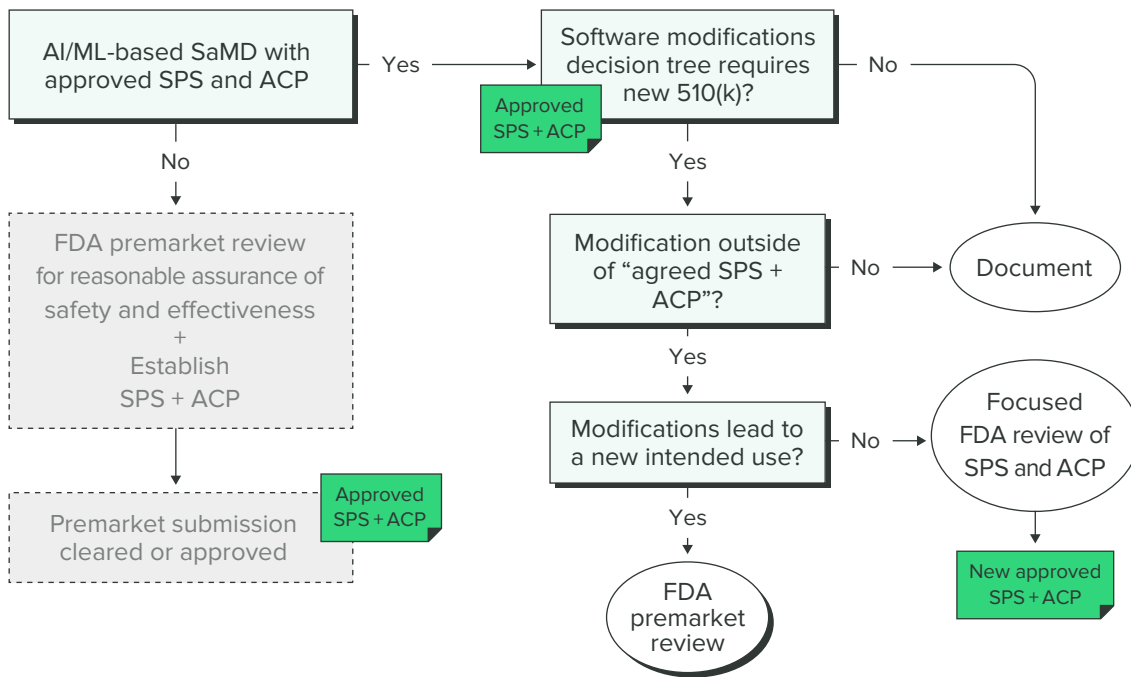 AI/ML-based SaMD with
approved SPS and ACP
Yes
Software modifications
decision tree requires
new 510(k)?
No
Approved
SPS + ACP
No
Yes
FDA premarket review
for reasonable assurance of
safety and effectiveness
+
Establish
SPS + ACP
Modification outside
of “agreed SPS +
ACP”?
No
Document
Yes
Modifications lead to
a new intended use?
No
Focused
FDA review of
SPS and ACP
Premarket submission
cleared or approved
Approved
SPS + ACP
Yes
New approved
SPS + ACP
FDA
premarket
review